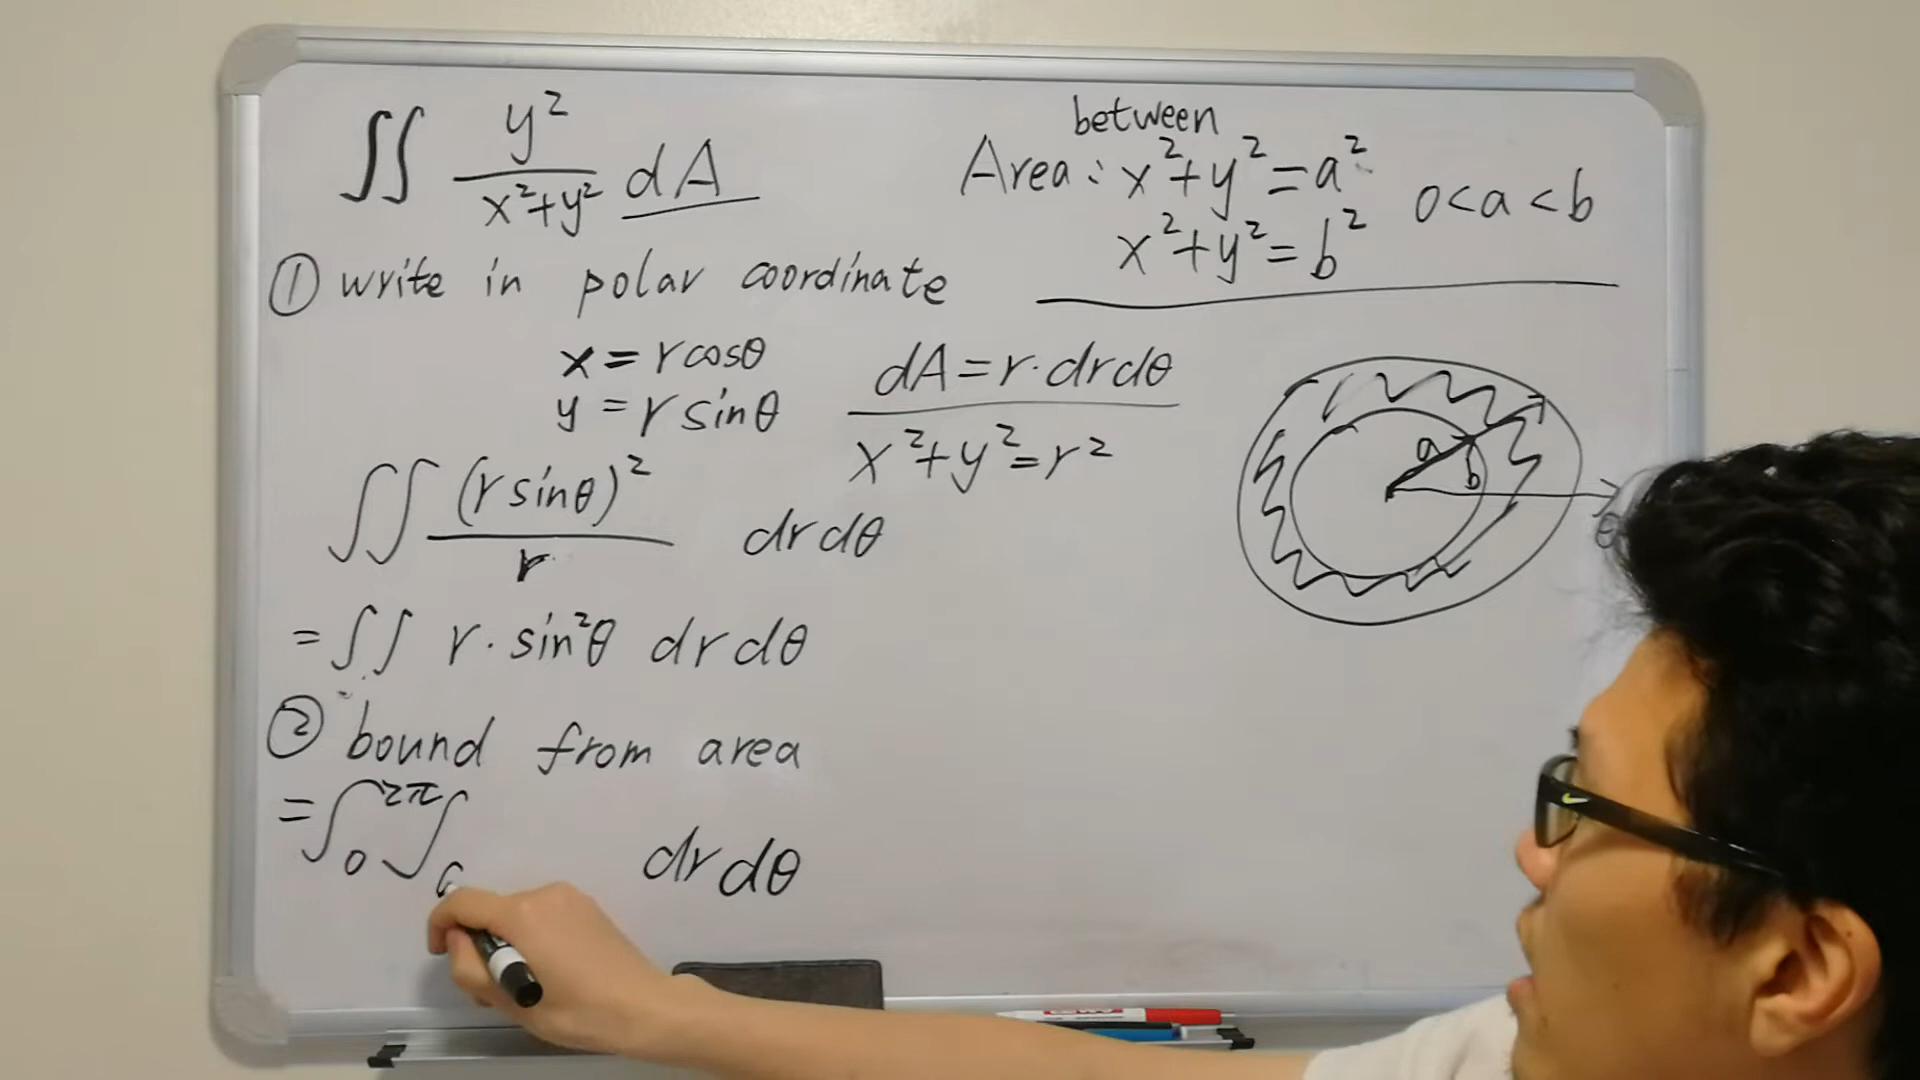 ∫∫ y²/(x²+y²) dA
between
Area: x²+y²=a²
x²+y²=b²
0<a<b
① write in polar coordinate
x = rcosθ
y = r sinθ
dA=r·drdθ
x²+y²=r²
∫∫ (r sinθ)²/r drdθ
= ∫∫ r·sin²θ drdθ
② bound from area
= ∫₀^2π ∫ₐ drdθ
a
b
θ